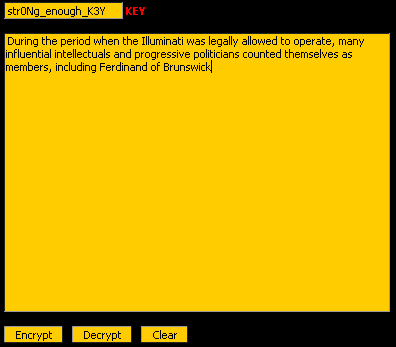 str0Ng_enough_K3Y KEY
During the period when the Illuminati was legally allowed to operate, many
influential intellectuals and progressive politicians counted themselves as
members, including Ferdinand of Brunswick
Encrypt Decrypt Clear